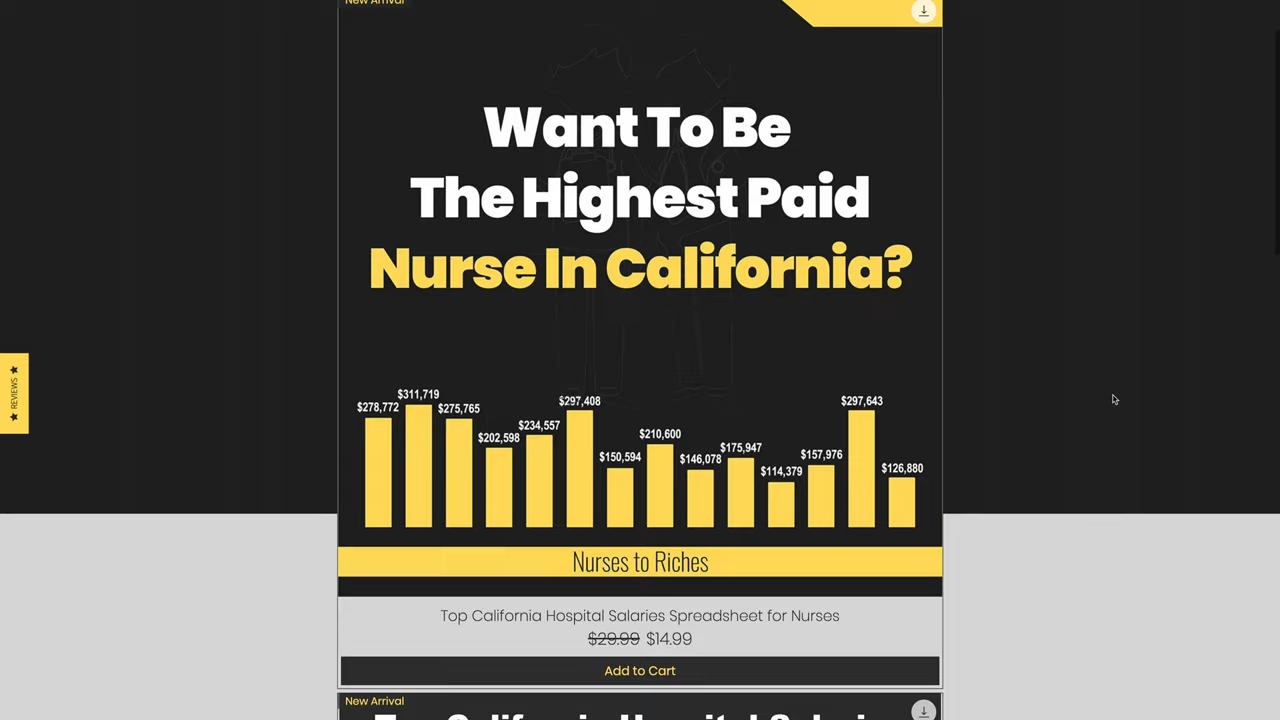 New Arrival
Want To Be
The Highest Paid
Nurse In California?
$278,772
$311,719
$275,765
$202,598
$234,557
$297,408
$150,594
$210,600
$146,078
$175,947
$114,379
$157,976
$297,643
$126,880
REVIEWS
Nurses to Riches
Top California Hospital Salaries Spreadsheet for Nurses
$29.99 $14.99
Add to Cart
New Arrival